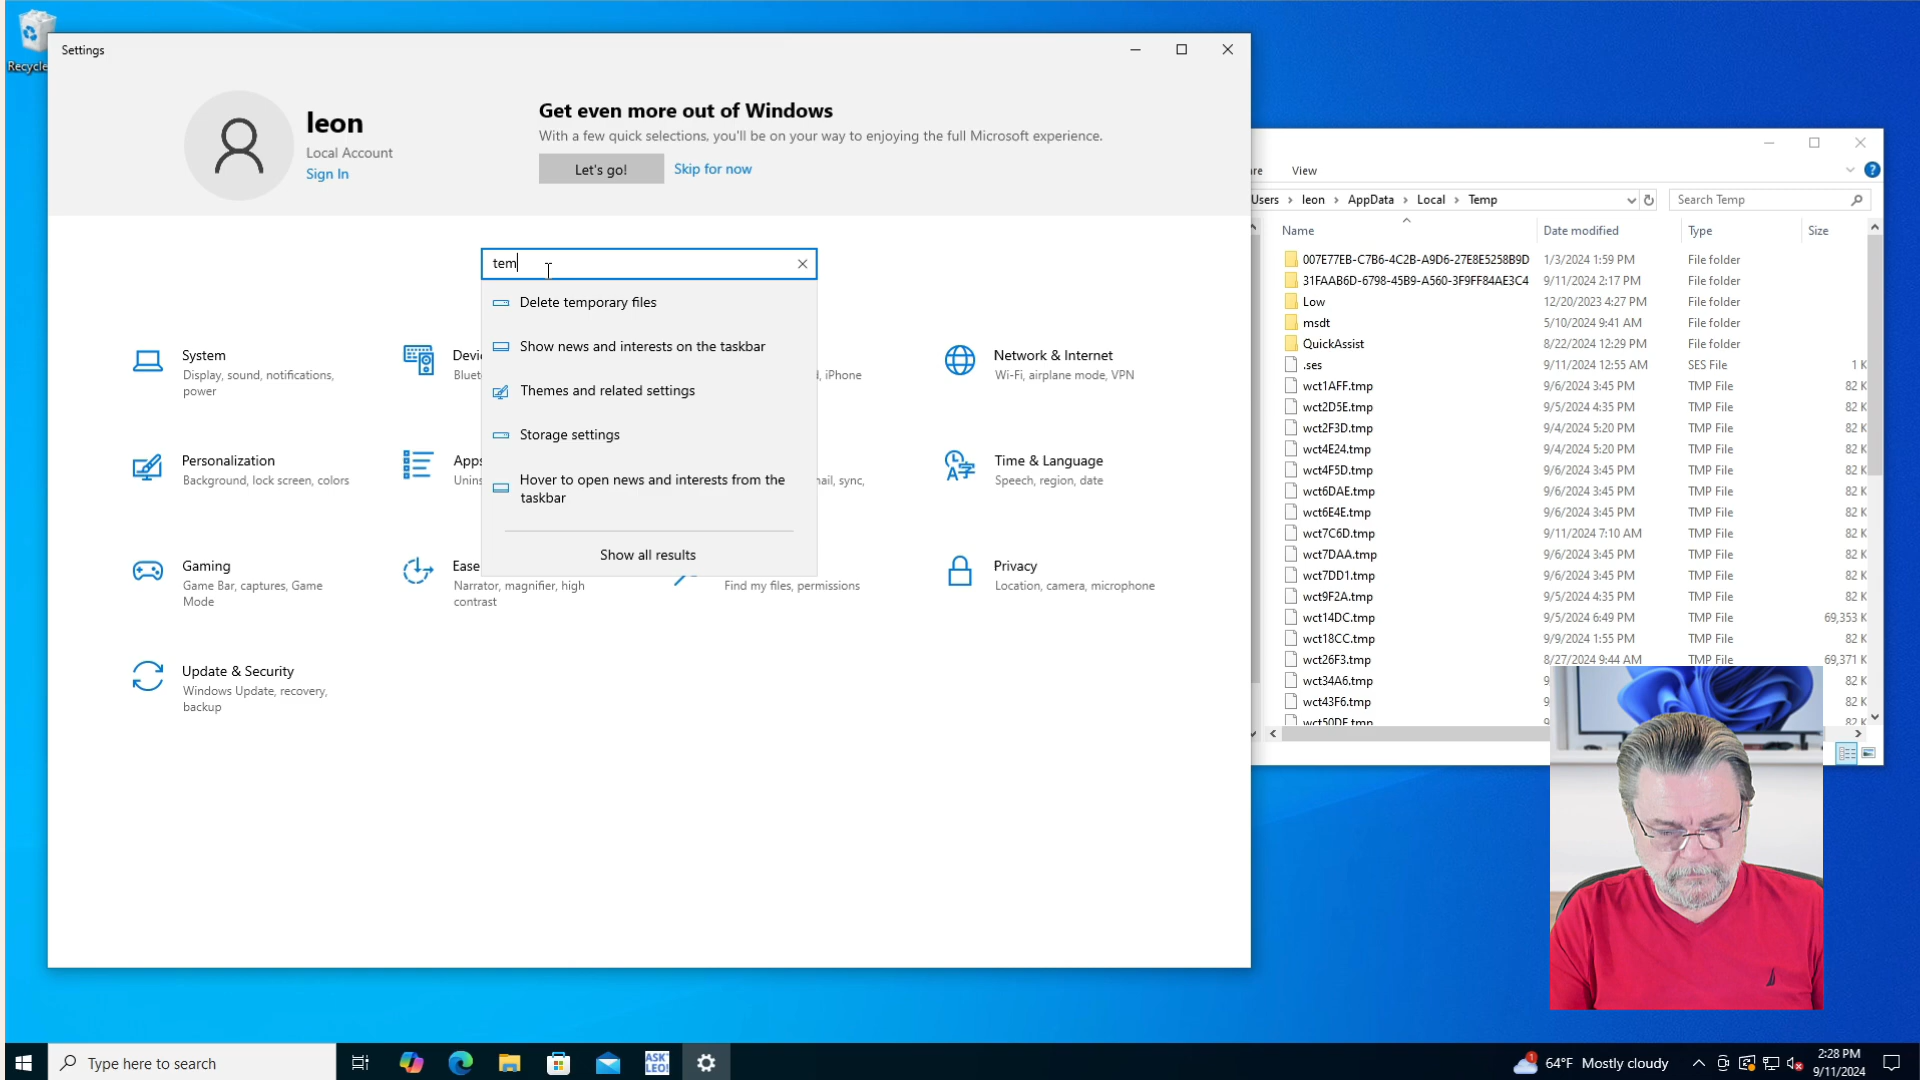 Recycle
Settings
leon
Local Account
Sign In
Get even more out of Windows
With a few quick selections, you'll be on your way to enjoying the full Microsoft experience.
Let's go!
Skip for now
tem
Delete temporary files
Show news and interests on the taskbar
Themes and related settings
Storage settings
Hover to open news and interests from the
taskbar
Show all results
System
Display, sound, notifications,
power
Devi
Bluet
, iPhone
Network & Internet
Wi-Fi, airplane mode, VPN
Personalization
Background, lock screen, colors
Apps
Unins
ail, sync,
Time & Language
Speech, region, date
Gaming
Game Bar, captures, Game
Mode
Ease
Narrator, magnifier, high
contrast
Find my files, permissions
Privacy
Location, camera, microphone
Update & Security
Windows Update, recovery,
backup
re
View
Users > leon > AppData > Local > Temp
Search Temp
Name Date modified Type Size
007E77EB-C7B6-4C2B-A9D6-27E8E5258B9D 1/3/2024 1:59 PM File folder
31FAAB6D-6798-45B9-A560-3F9FF84AE3C4 9/11/2024 2:17 PM File folder
Low 12/20/2023 4:27 PM File folder
msdt 5/10/2024 9:41 AM File folder
QuickAssist 8/22/2024 12:29 PM File folder
.ses 9/11/2024 12:55 AM SES File 1 K
wct1AFF.tmp 9/6/2024 3:45 PM TMP File 82 K
wct2D5E.tmp 9/5/2024 4:35 PM TMP File 82 K
wct2F3D.tmp 9/4/2024 5:20 PM TMP File 82 K
wct4E24.tmp 9/4/2024 5:20 PM TMP File 82 K
wct4F5D.tmp 9/6/2024 3:45 PM TMP File 82 K
wct6DAE.tmp 9/6/2024 3:45 PM TMP File 82 K
wct6E4E.tmp 9/6/2024 3:45 PM TMP File 82 K
wct7C6D.tmp 9/11/2024 7:10 AM TMP File 82 K
wct7DAA.tmp 9/6/2024 3:45 PM TMP File 82 K
wct7DD1.tmp 9/6/2024 3:45 PM TMP File 82 K
wct9F2A.tmp 9/5/2024 4:35 PM TMP File 82 K
wct14DC.tmp 9/5/2024 6:49 PM TMP File 69,353 K
wct18CC.tmp 9/9/2024 1:55 PM TMP File 82 K
wct26F3.tmp 8/27/2024 9:44 AM TMP File 69,371 K
wct34A6.tmp 9 82 K
wct43F6.tmp 9 82 K
wct50DF.tmp 82 K
Type here to search
ASK
LEO!
1
64°F Mostly cloudy
2:28 PM
9/11/2024